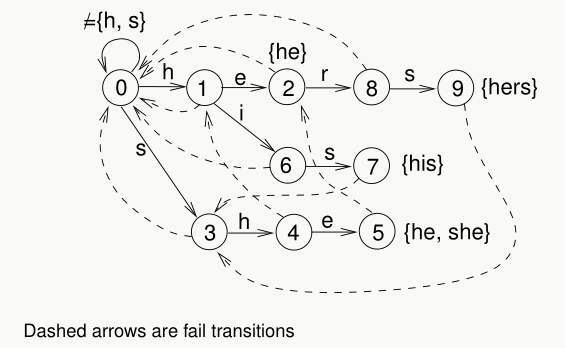 ≠{h, s}
{he}
0 h 1 e 2 r 8 s 9 {hers}
i
s 6 s 7 {his}
3 h 4 e 5 {he, she}
Dashed arrows are fail transitions